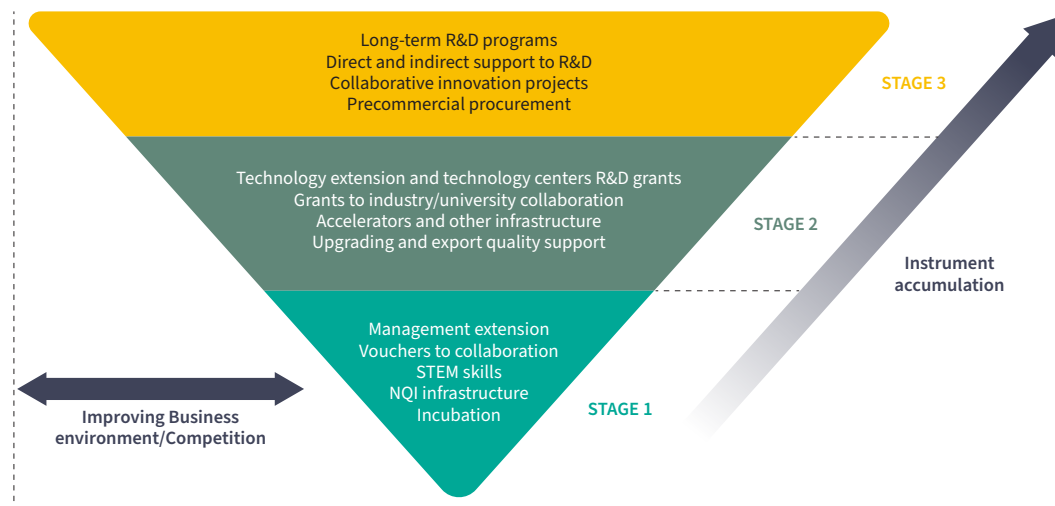 Long-term R&D programs
Direct and indirect support to R&D
Collaborative innovation projects
Precommercial procurement
STAGE 3
Technology extension and technology centers R&D grants
Grants to industry/university collaboration
Accelerators and other infrastructure
Upgrading and export quality support
STAGE 2
Instrument
accumulation
Management extension
Vouchers to collaboration
STEM skills
NQI infrastructure
Incubation
STAGE 1
Improving Business
environment/Competition